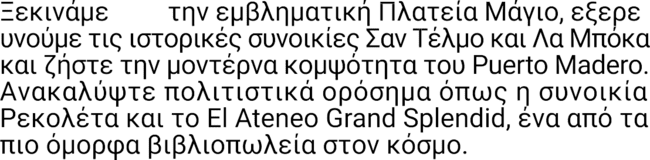 Ξεκινάμε την εμβληματική Πλατεία Μάγιο, εξερε
υνούμε τις ιστορικές συνοικίες Σαν Τέλμο και Λα Μπόκα
και ζήστε την μοντέρνα κομψότητα του Puerto Madero.
Ανακαλύψτε πολιτιστικά ορόσημα όπως η συνοικία
Ρεκολέτα και το El Ateneo Grand Splendid, ένα από τα
πιο όμορφα βιβλιοπωλεία στον κόσμο.